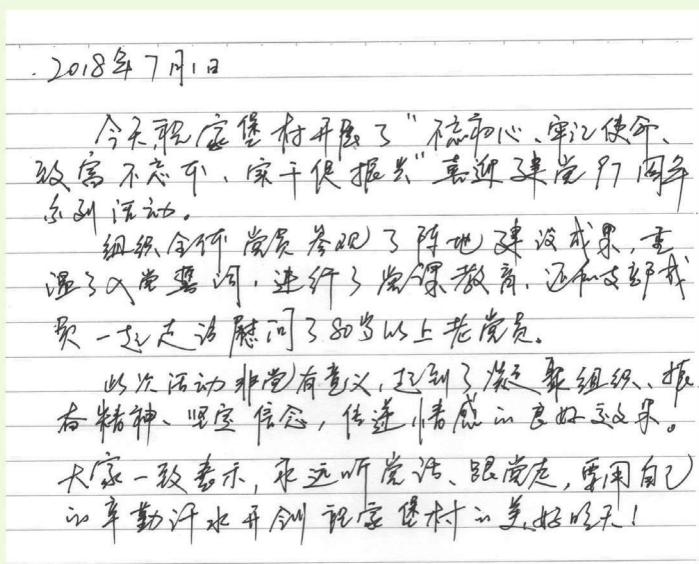 2018年7月1日
今天,祝家堡村开展了“不忘初心、牢记使命、
致富不忘本、实干促振兴”喜迎建党97周年
系列活动。
组织全体党员参观了阵地建设成果,重
温了入党誓词,进行了党课教育,还和支部成
员一起走访慰问了80岁以上老党员。
此次活动非常有意义,起到了凝聚组织、振
奋精神、坚定信念,传递情感的良好效果。
大家一致表示,永远听党话、跟党走,要用自己
的辛勤汗水开创祝家堡村的美好明天!